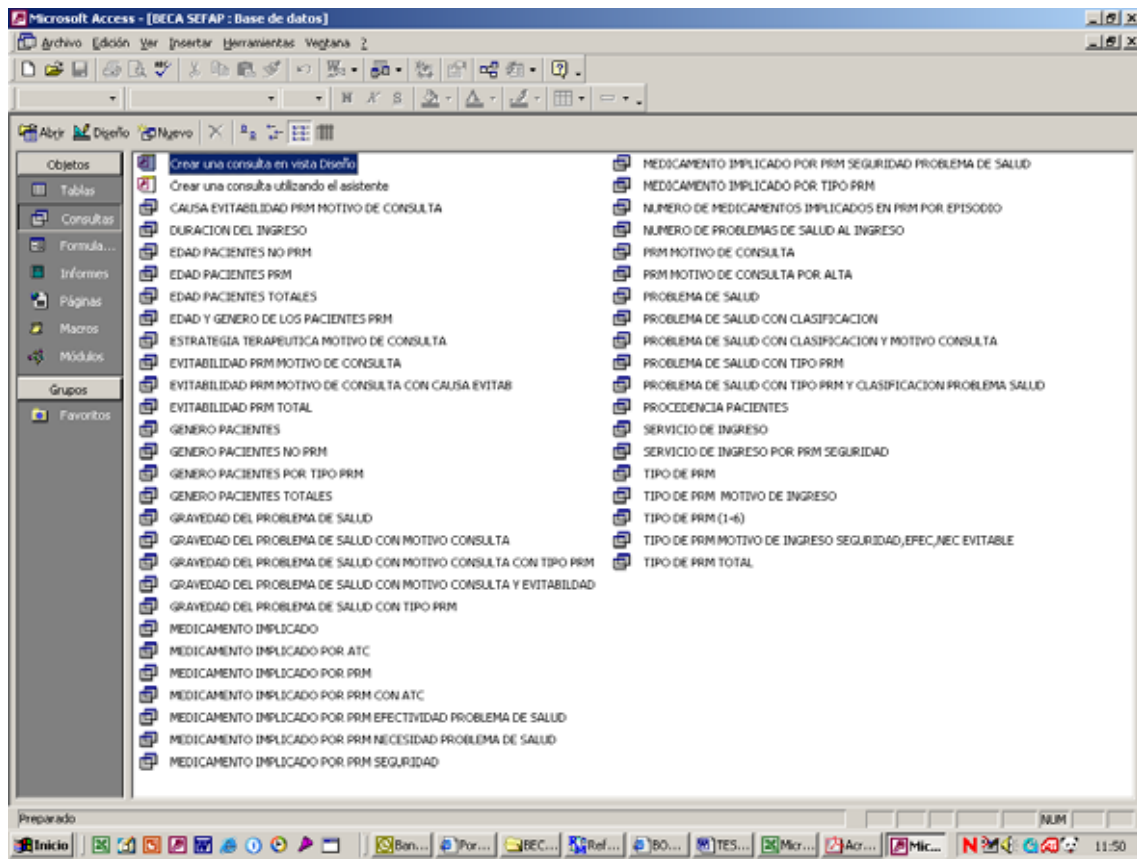 Microsoft Access - [BECA SEFAP : Base de datos]
Archivo Edición Ver Insertar Herramientas Ventana ?
N K S
Abrir Diseño Nuevo
Objetos
Tablas
Consultas
Formula...
Informes
Páginas
Macros
Módulos
Grupos
Favoritos
Crear una consulta en vista Diseño
Crear una consulta utilizando el asistente
CAUSA EVITABILIDAD PRM MOTIVO DE CONSULTA
DURACION DEL INGRESO
EDAD PACIENTES NO PRM
EDAD PACIENTES PRM
EDAD PACIENTES TOTALES
EDAD Y GENERO DE LOS PACIENTES PRM
ESTRATEGIA TERAPEUTICA MOTIVO DE CONSULTA
EVITABILIDAD PRM MOTIVO DE CONSULTA
EVITABILIDAD PRM MOTIVO DE CONSULTA CON CAUSA EVITAB
EVITABILIDAD PRM TOTAL
GENERO PACIENTES
GENERO PACIENTES NO PRM
GENERO PACIENTES POR TIPO PRM
GENERO PACIENTES TOTALES
GRAVEDAD DEL PROBLEMA DE SALUD
GRAVEDAD DEL PROBLEMA DE SALUD CON MOTIVO CONSULTA
GRAVEDAD DEL PROBLEMA DE SALUD CON MOTIVO CONSULTA CON TIPO PRM
GRAVEDAD DEL PROBLEMA DE SALUD CON MOTIVO CONSULTA Y EVITABILDAD
GRAVEDAD DEL PROBLEMA DE SALUD CON TIPO PRM
MEDICAMENTO IMPLICADO
MEDICAMENTO IMPLICADO POR ATC
MEDICAMENTO IMPLICADO POR PRM
MEDICAMENTO IMPLICADO POR PRM CON ATC
MEDICAMENTO IMPLICADO POR PRM EFECTIVIDAD PROBLEMA DE SALUD
MEDICAMENTO IMPLICADO POR PRM NECESIDAD PROBLEMA DE SALUD
MEDICAMENTO IMPLICADO POR PRM SEGURIDAD
MEDICAMENTO IMPLICADO POR PRM SEGURIDAD PROBLEMA DE SALUD
MEDICAMENTO IMPLICADO POR TIPO PRM
NUMERO DE MEDICAMENTOS IMPLICADOS EN PRM POR EPISODIO
NUMERO DE PROBLEMAS DE SALUD AL INGRESO
PRM MOTIVO DE CONSULTA
PRM MOTIVO DE CONSULTA POR ALTA
PROBLEMA DE SALUD
PROBLEMA DE SALUD CON CLASIFICACION
PROBLEMA DE SALUD CON CLASIFICACION Y MOTIVO CONSULTA
PROBLEMA DE SALUD CON TIPO PRM
PROBLEMA DE SALUD CON TIPO PRM Y CLASIFICACION PROBLEMA SALUD
PROCEDENCIA PACIENTES
SERVICIO DE INGRESO
SERVICIO DE INGRESO POR PRM SEGURIDAD
TIPO DE PRM
TIPO DE PRM MOTIVO DE INGRESO
TIPO DE PRM (1-6)
TIPO DE PRM MOTIVO DE INGRESO SEGURIDAD,EFEC,NEC EVITABLE
TIPO DE PRM TOTAL
Preparado
NUM
Inicio Ban... Por... BEC... Ref... BO... TES... Micr... Acr... Mic... 11:50